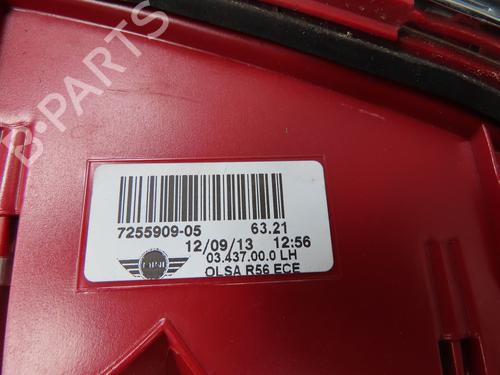 B-PARTS
7255909-05 63.21
12/09/13 12:56
MINI 03.437.00.0 LH
OLSA R56 ECE